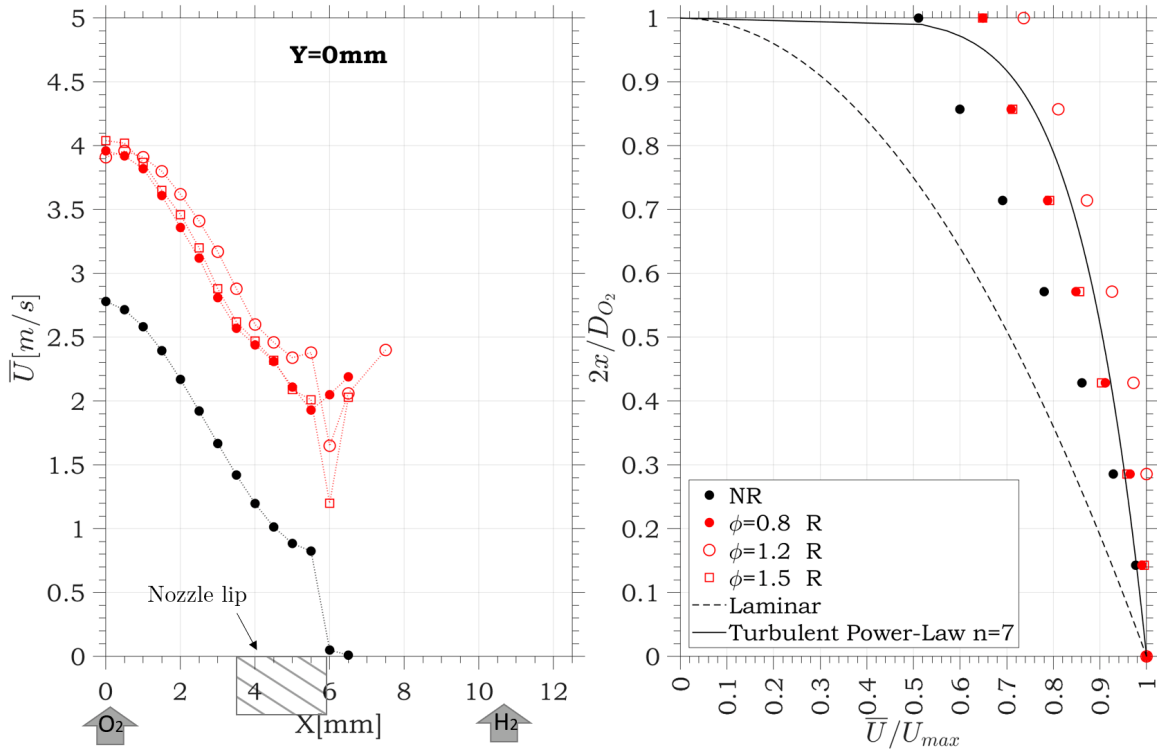 Y=0mm
5
4.5
4
3.5
3
2.5
2
1.5
1
0.5
0
U̅[m/s]
Nozzle lip
0 2 4 6 8 10 12
X[mm]
O₂
H₂
1
0.9
0.8
0.7
0.6
0.5
0.4
0.3
0.2
0.1
0
2x/D_{O₂}
NR
ϕ=0.8 R
ϕ=1.2 R
ϕ=1.5 R
Laminar
Turbulent Power-Law n=7
0 0.1 0.2 0.3 0.4 0.5 0.6 0.7 0.8 0.9 1
U̅/U_{max}